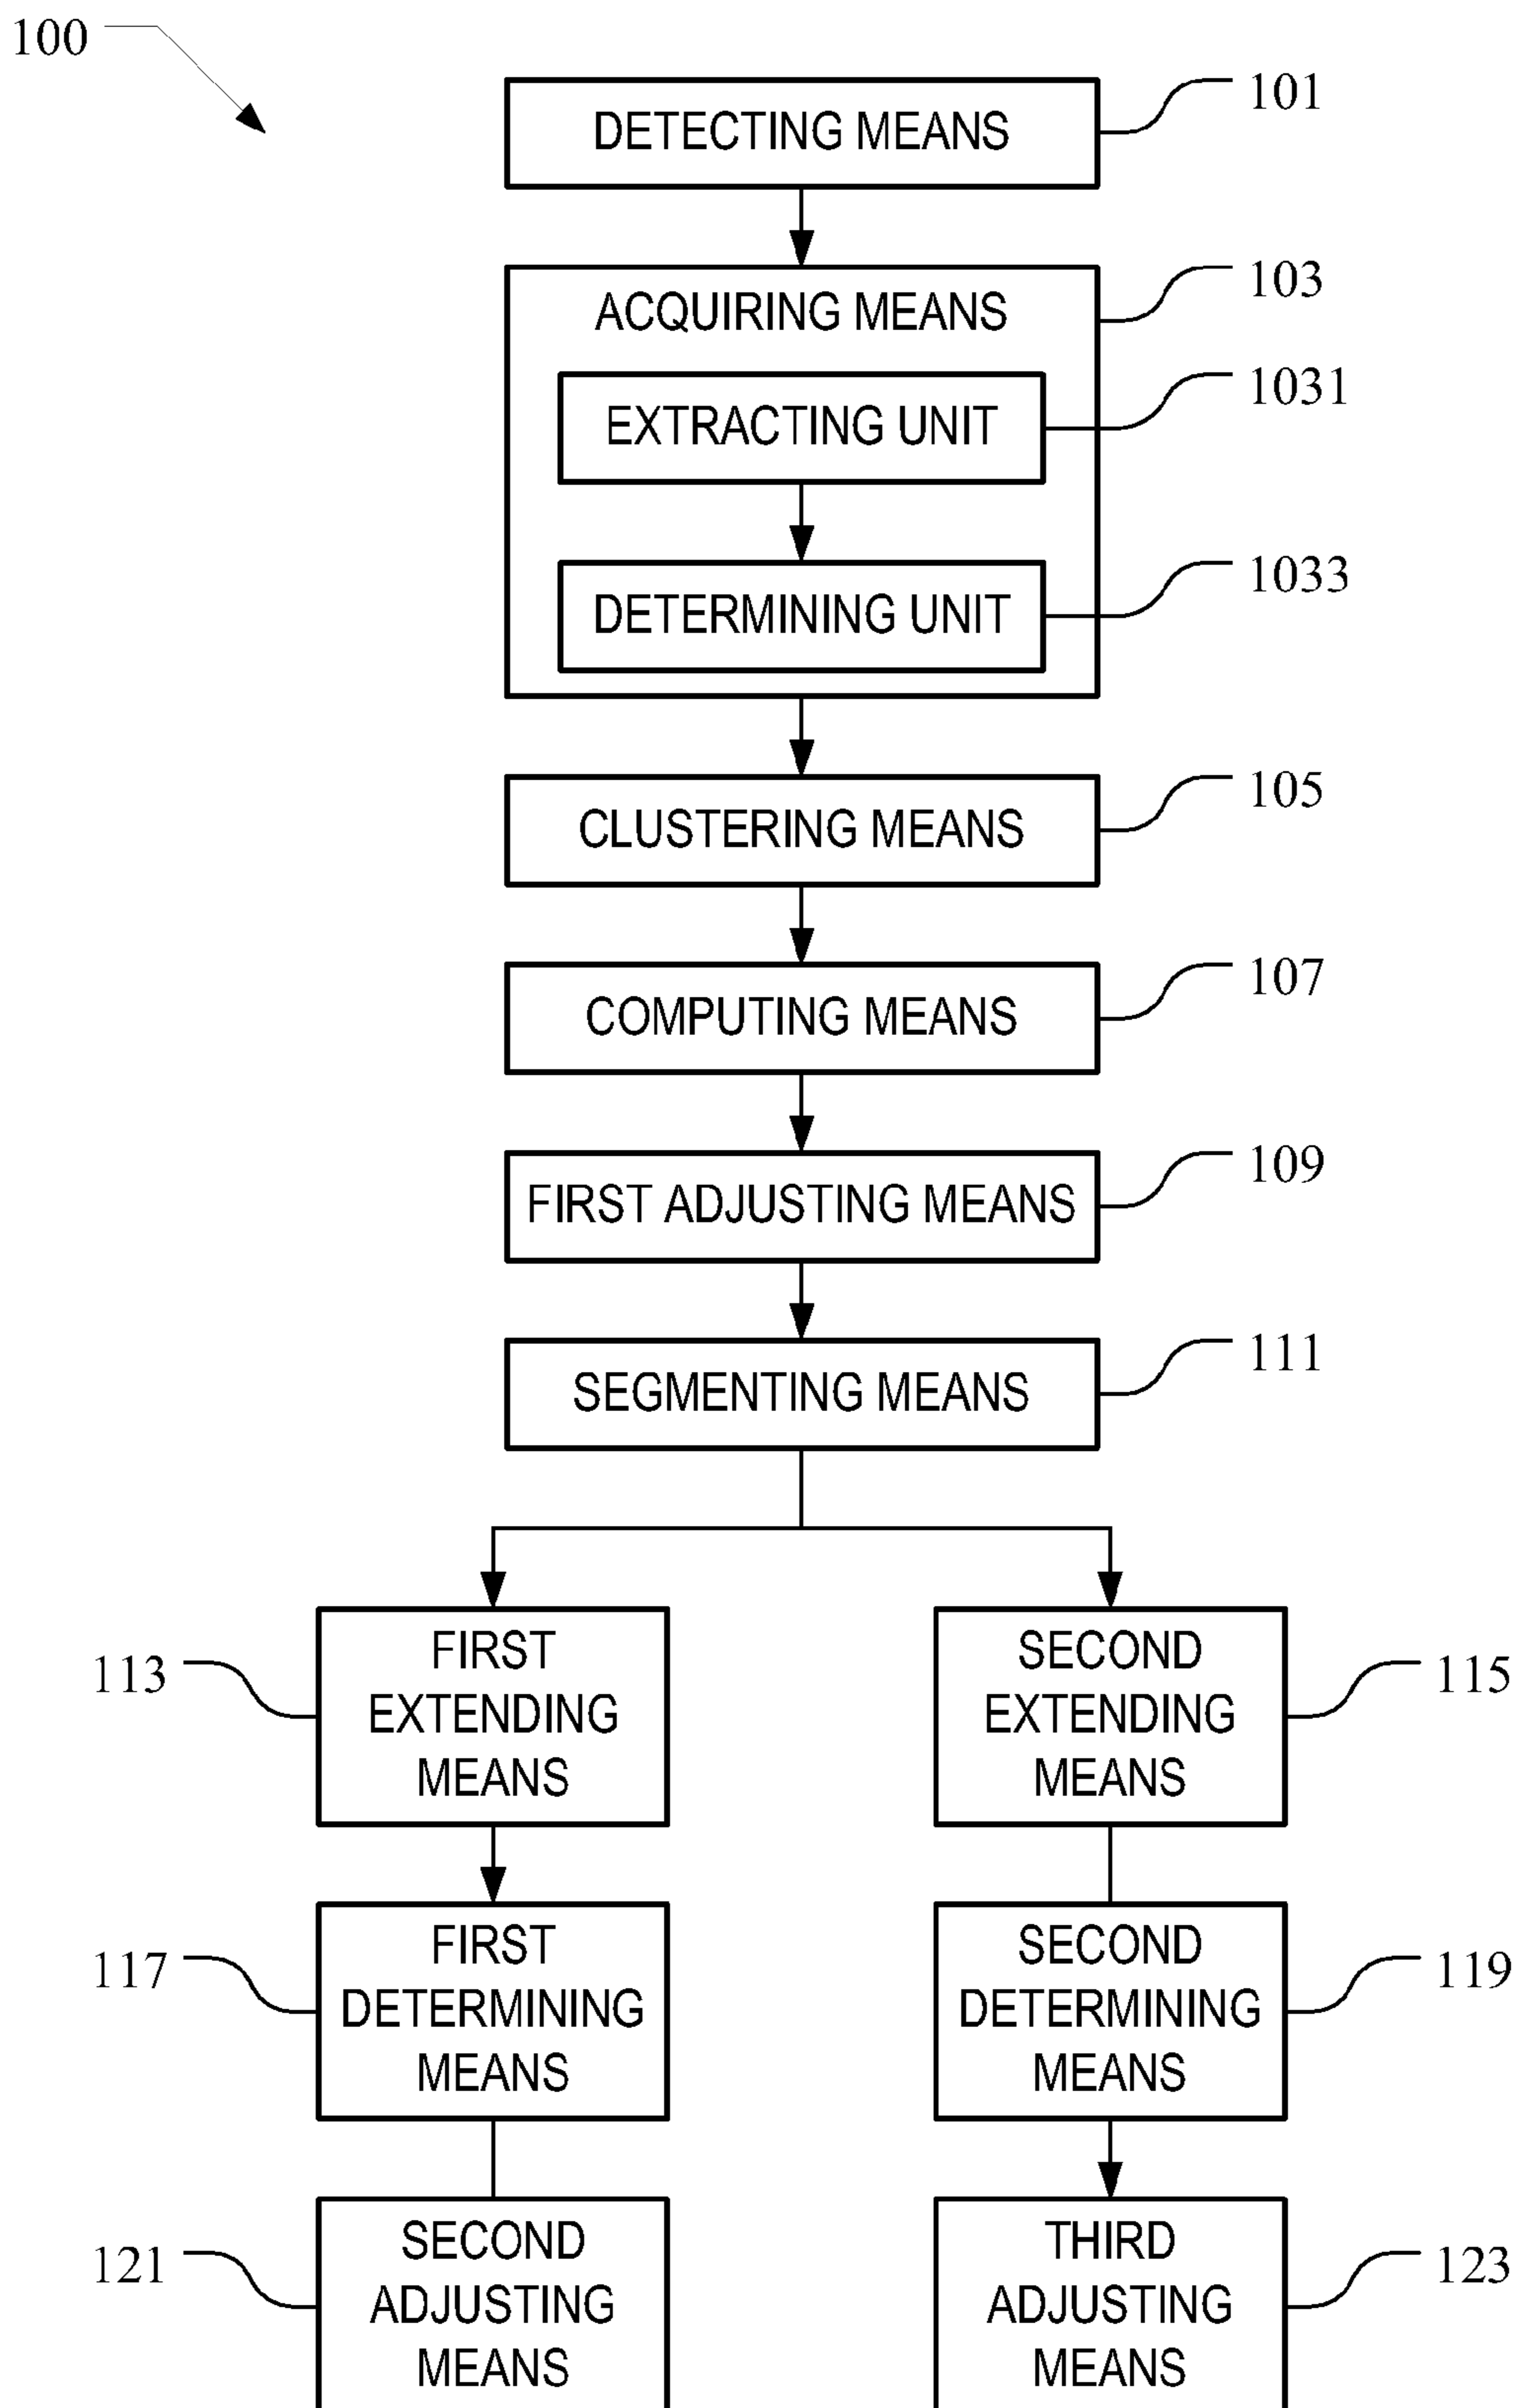 100
DETECTING MEANS
101
ACQUIRING MEANS
103
EXTRACTING UNIT
1031
DETERMINING UNIT
1033
CLUSTERING MEANS
105
COMPUTING MEANS
107
FIRST ADJUSTING MEANS
109
SEGMENTING MEANS
111
113
FIRST
EXTENDING
MEANS
SECOND
EXTENDING
MEANS
115
117
FIRST
DETERMINING
MEANS
SECOND
DETERMINING
MEANS
119
121
SECOND
ADJUSTING
MEANS
THIRD
ADJUSTING
MEANS
123